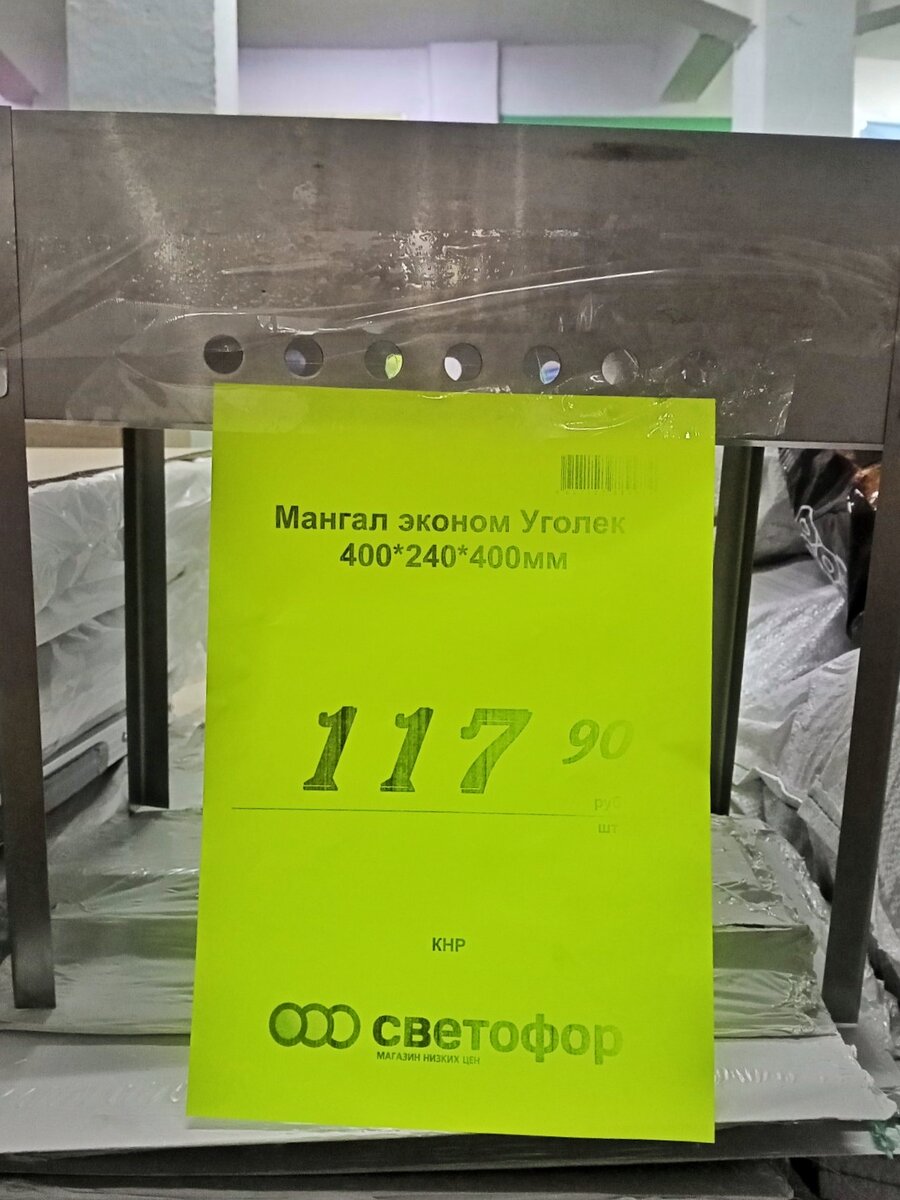 Мангал эконом Уголек
400*240*400мм
117 90
руб
шт
КНР
светофор
МАГАЗИН НИЗКИХ ЦЕН